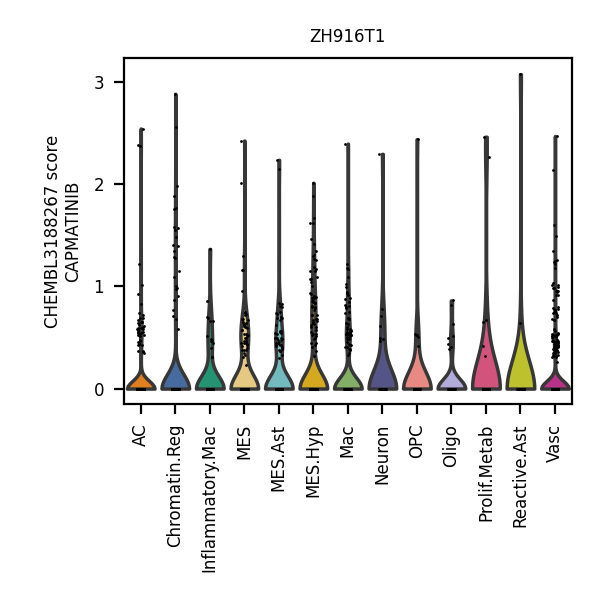 ZH916T1
CHEMBL3188267 score
CAPMATINIB
3
2
1
0
AC
Chromatin.Reg
Inflammatory.Mac
MES
MES.Ast
MES.Hyp
Mac
Neuron
OPC
Oligo
Prolif.Metab
Reactive.Ast
Vasc